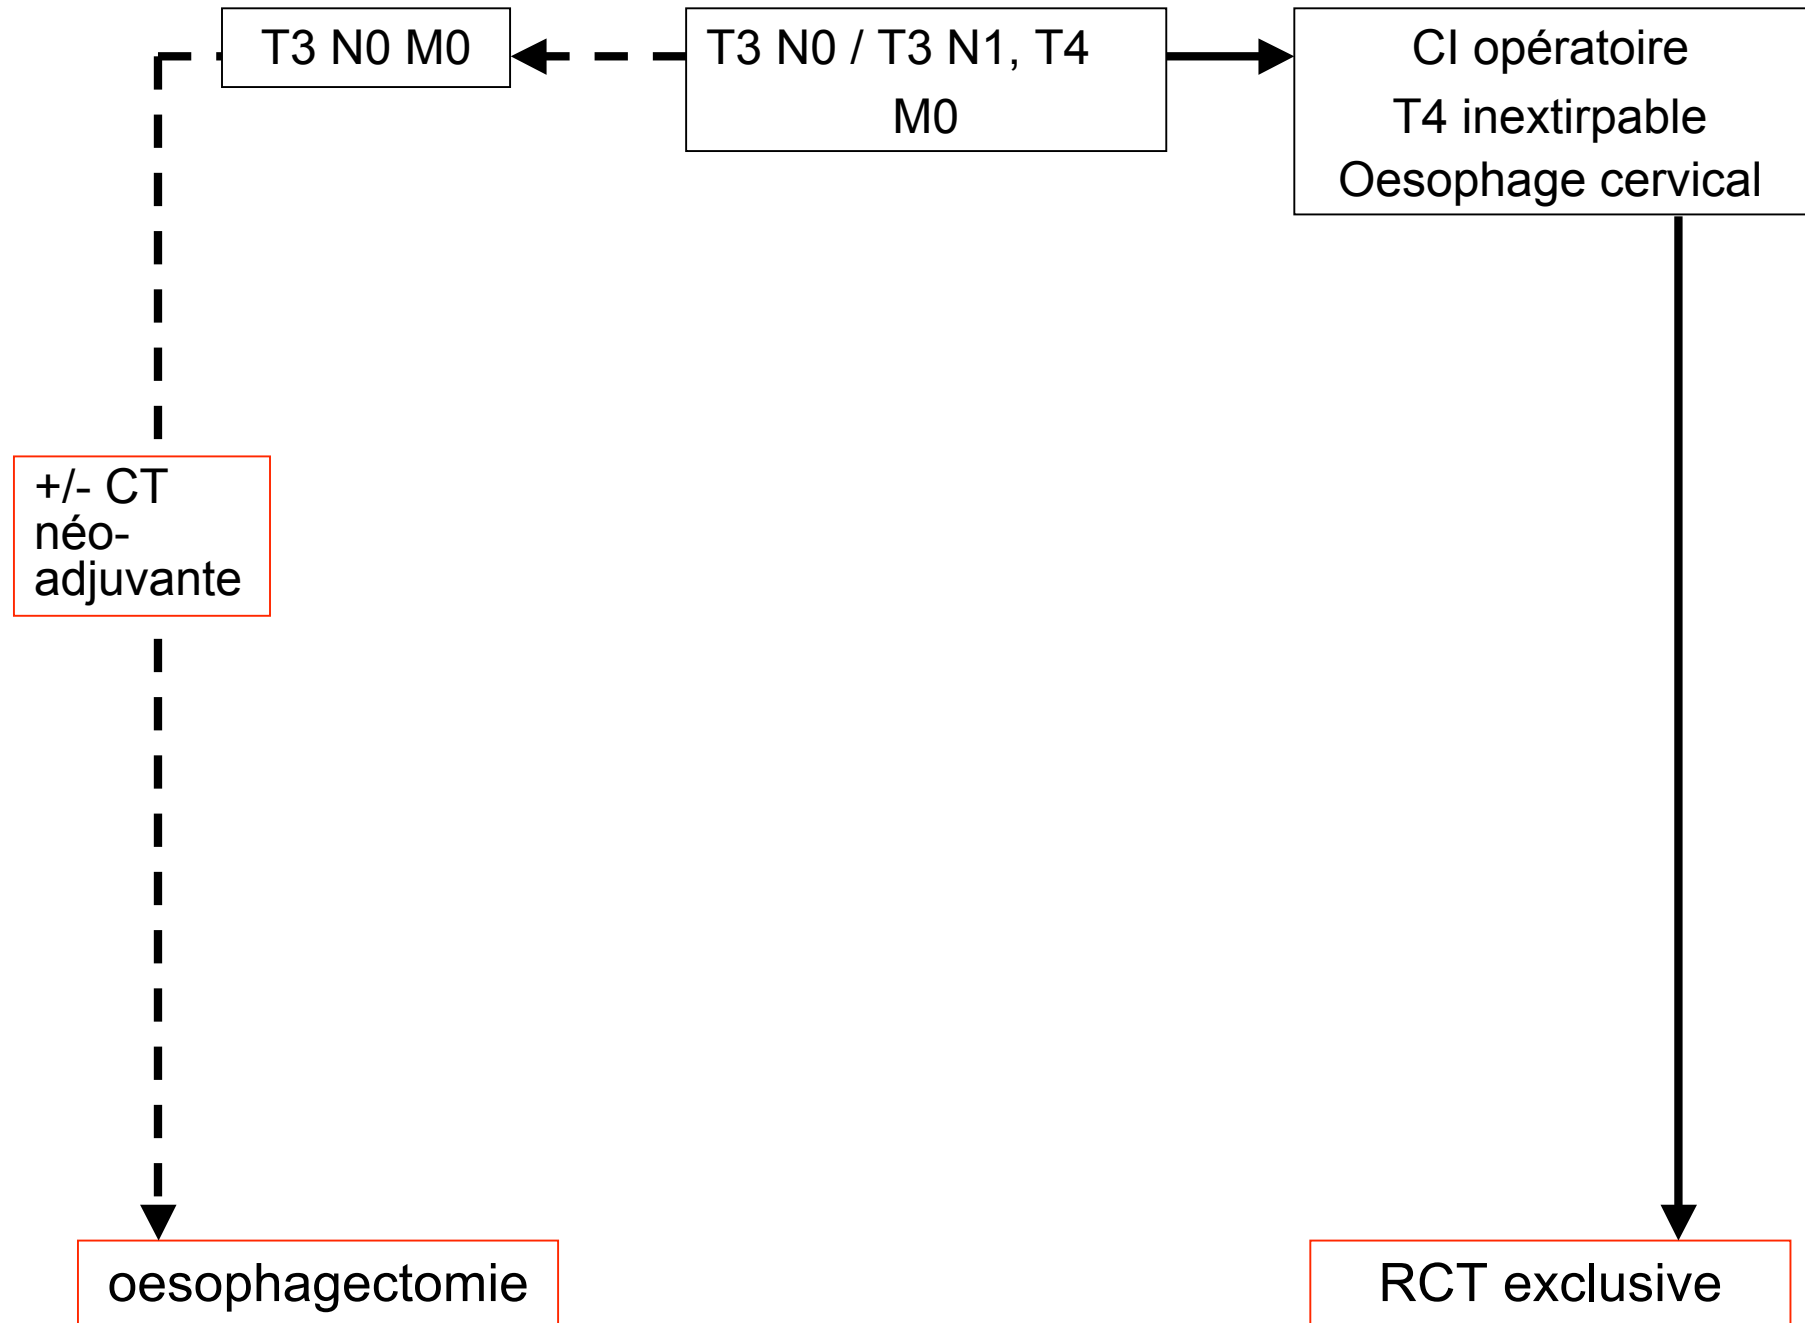 T3 N0 M0
T3 N0 / T3 N1, T4
M0
CI opératoire
T4 inextirpable
Oesophage cervical
+/- CT
néo-
adjuvante
oesophagectomie
RCT exclusive